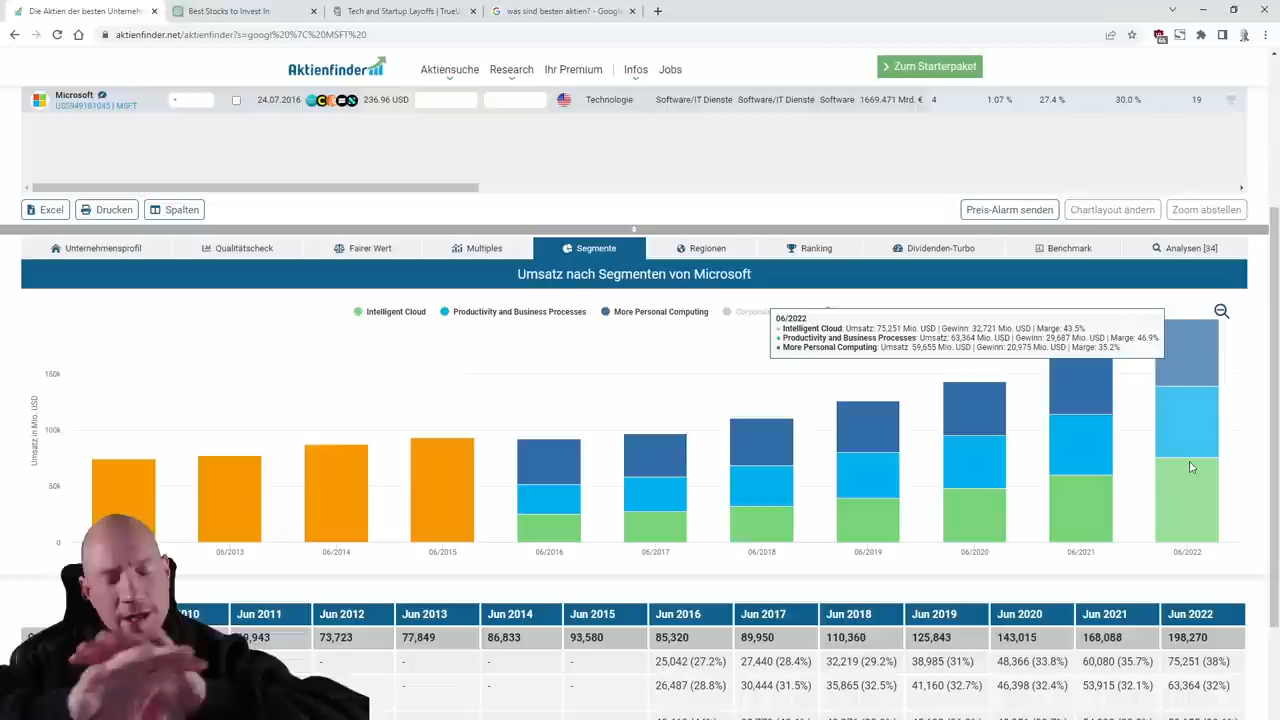 Die Aktien der besten Unterneh
Best Stocks to Invest In
Tech and Startup Layoffs | TrueU
was sind besten aktien? - Google
aktienfinder.net/aktienfinder?s=googl%20%7C%20MSFT%20
Aktienfinder
Aktiensuche Research Ihr Premium Infos Jobs
Zum Starterpaket
Microsoft
US5949181045 | MSFT
- 24.07.2016 236.96 USD Technologie Software/IT Dienste Software/IT Dienste Software 1669.471 Mrd. € 4 1.07 % 27.4 % 30.0 % 19
Excel Drucken Spalten Preis-Alarm senden Chartlayout ändern Zoom abstellen
Unternehmensprofil Qualitätscheck Fairer Wert Multiples Segmente Regionen Ranking Dividenden-Turbo Benchmark Analysen [34]
Umsatz nach Segmenten von Microsoft
Intelligent Cloud Productivity and Business Processes More Personal Computing
06/2022
Intelligent Cloud: Umsatz: 75,251 Mio. USD | Gewinn: 32,721 Mio. USD | Marge: 43.5%
Productivity and Business Processes: Umsatz: 63,364 Mio. USD | Gewinn: 29,687 Mio. USD | Marge: 46.9%
More Personal Computing: Umsatz 59,655 Mio. USD | Gewinn: 20,975 Mio. USD | Marge: 35.2%
Umsatz in Mio. USD
150k
100k
50k
0
06/2013 06/2014 06/2015 06/2016 06/2017 06/2018 06/2019 06/2020 06/2021 06/2022
Jun 2011 Jun 2012 Jun 2013 Jun 2014 Jun 2015 Jun 2016 Jun 2017 Jun 2018 Jun 2019 Jun 2020 Jun 2021 Jun 2022
73,723 77,849 86,833 93,580 85,320 89,950 110,360 125,843 143,015 168,088 198,270
- - - - 25,042 (27.2%) 27,440 (28.4%) 32,219 (29.2%) 38,985 (31%) 48,366 (33.8%) 60,080 (35.7%) 75,251 (38%)
- - - 26,487 (28.8%) 30,444 (31.5%) 35,865 (32.5%) 41,160 (32.7%) 46,398 (32.4%) 53,915 (32.1%) 63,364 (32%)